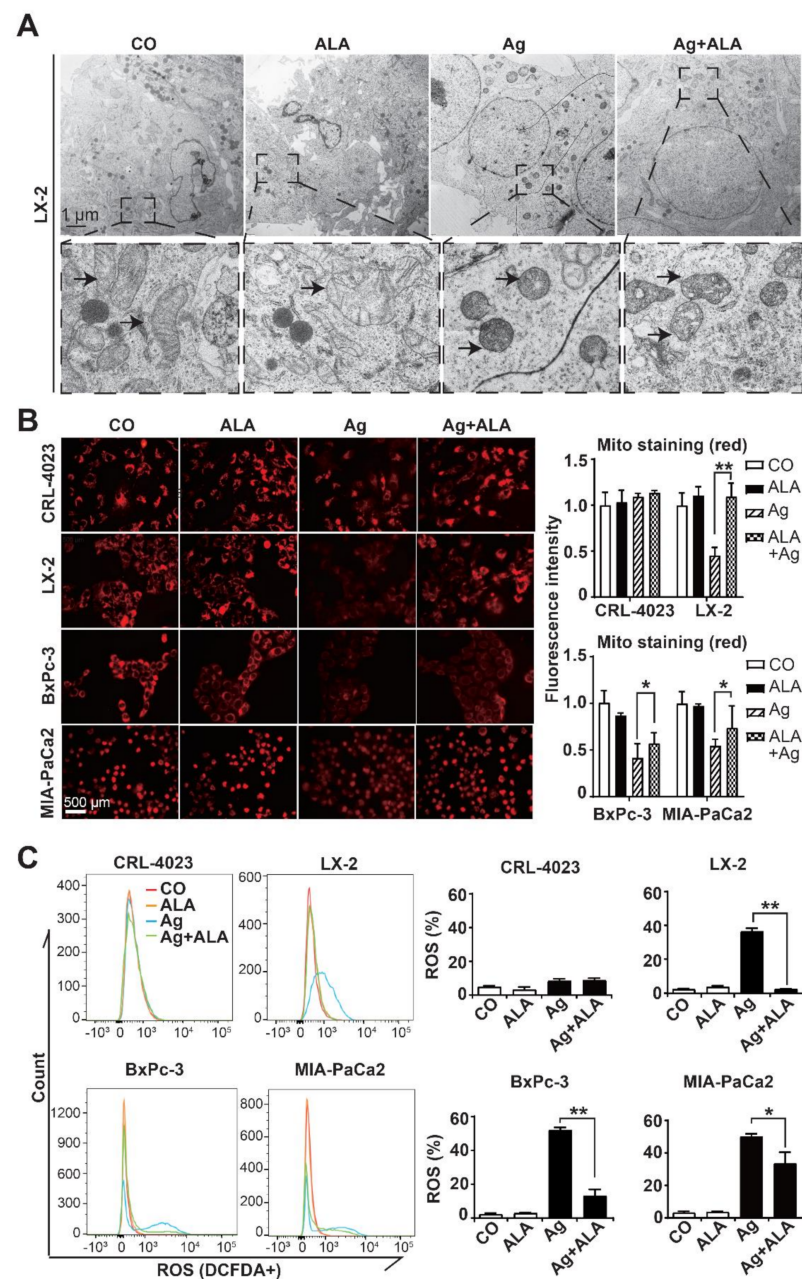 A
CO ALA Ag Ag+ALA
LX-2
1 µm
B
CO ALA Ag Ag+ALA
CRL-4023
LX-2
BxPc-3
MIA-PaCa2
500 µm
Fluorescence intensity
Mito staining (red)
1.5
1.0
0.5
0
**
CO
ALA
Ag
ALA
+Ag
CRL-4023 LX-2
Mito staining (red)
1.5
1.0
0.5
0
* *
CO
ALA
Ag
ALA
+Ag
BxPc-3 MIA-PaCa2
C
Count
CRL-4023
400
300
200
100
0
CO
ALA
Ag
Ag+ALA
-10³ 0 10³ 10⁴ 10⁵
LX-2
600
400
200
0
-10³ 0 10³ 10⁴ 10⁵
BxPc-3
1200
900
600
300
0
-10³ 0 10³ 10⁴ 10⁵
MIA-PaCa2
800
600
400
200
0
-10³ 0 10³ 10⁴ 10⁵
ROS (DCFDA+)
CRL-4023
ROS (%)
60
40
20
0
CO ALA Ag Ag+ALA
LX-2
60
40
20
0
**
CO ALA Ag Ag+ALA
BxPc-3
ROS (%)
60
40
20
0
**
CO ALA Ag Ag+ALA
MIA-PaCa2
60
40
20
0
*
CO ALA Ag Ag+ALA